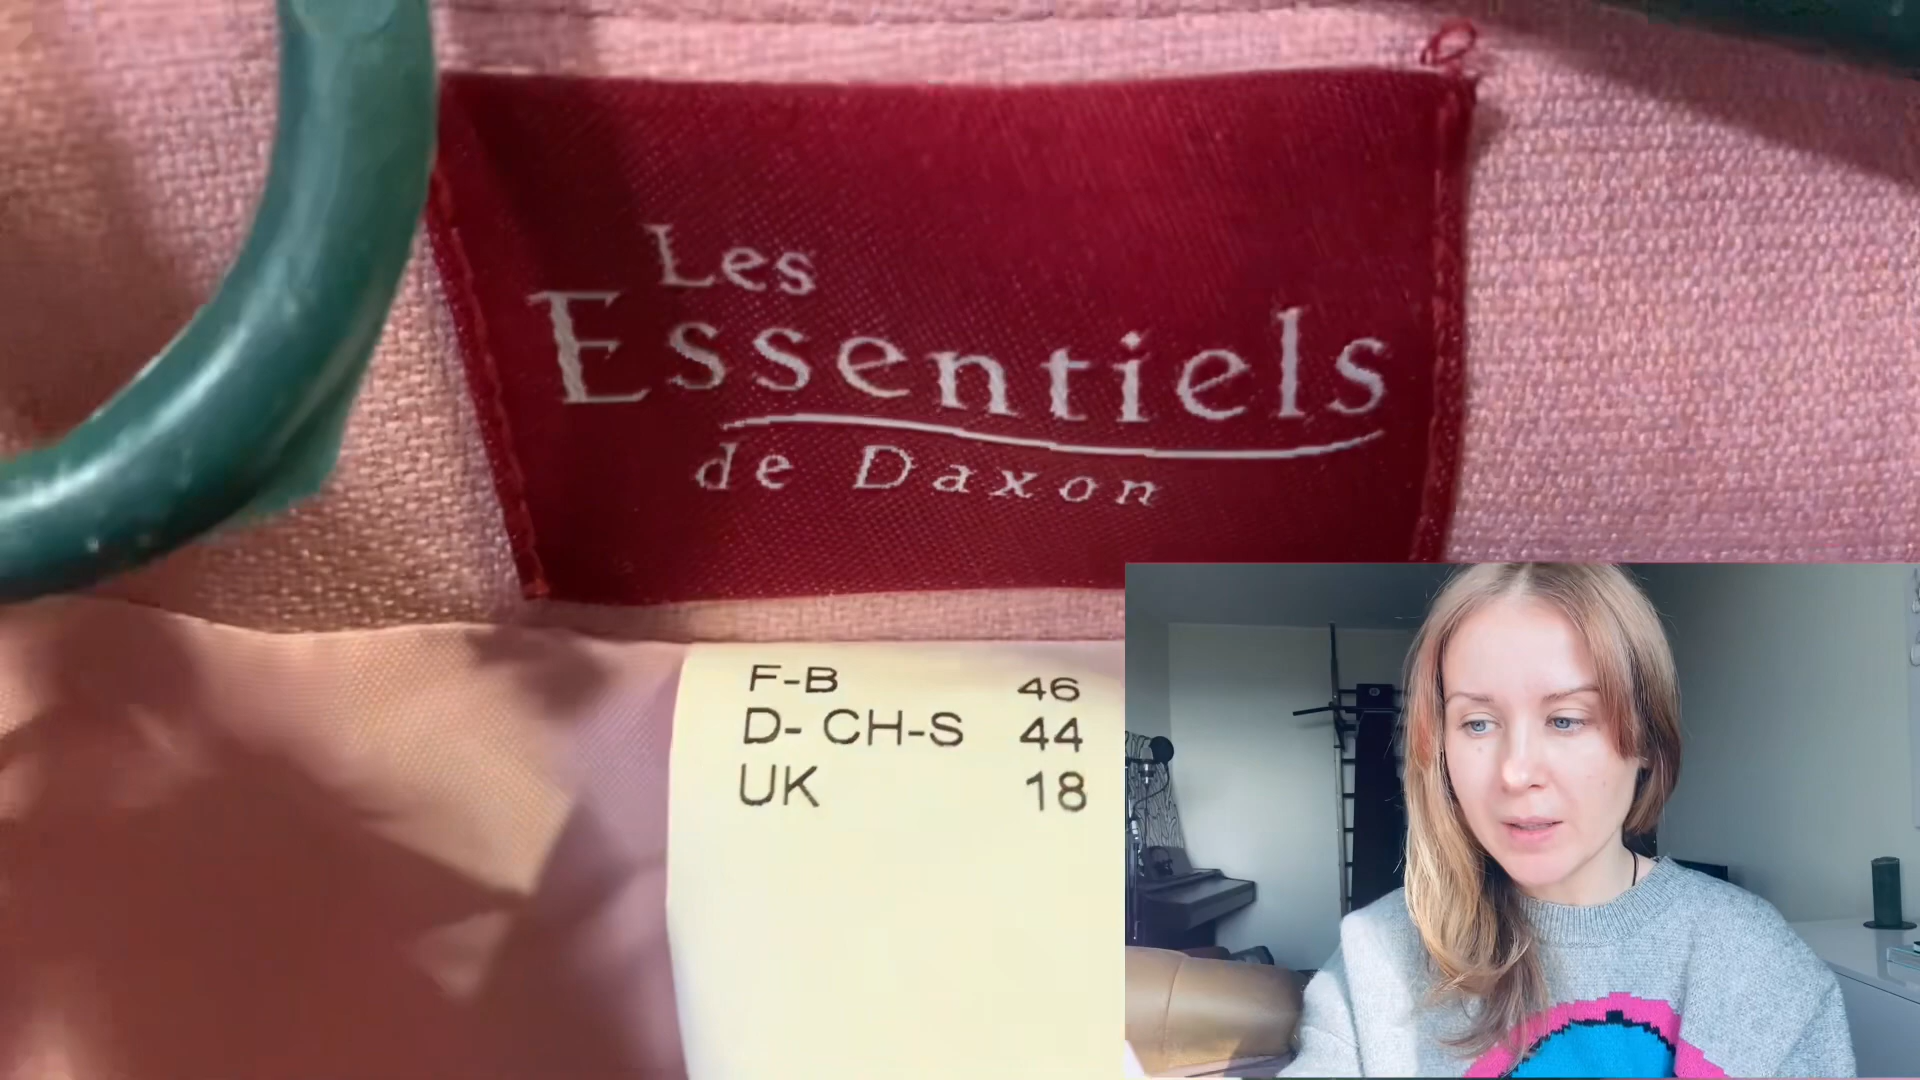 Les
Essentiels
de Daxon
F-B 46
D- CH-S 44
UK 18